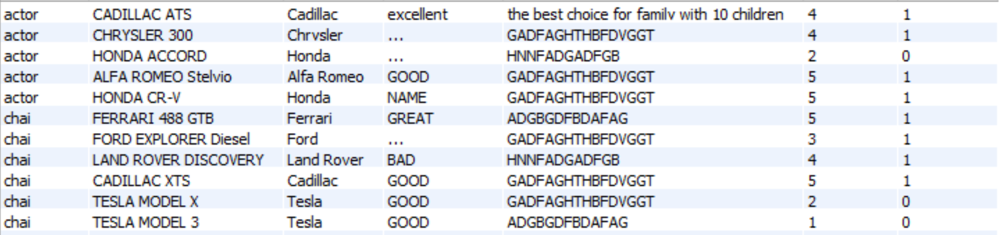 actor CADILLAC ATS Cadillac excellent the best choice for family with 10 children 4 1
actor CHRYSLER 300 Chrysler ... GADFAGHTHBFDVGGT 4 1
actor HONDA ACCORD Honda ... HNNFADGADFGB 2 0
actor ALFA ROMEO Stelvio Alfa Romeo GOOD GADFAGHTHBFDVGGT 5 1
actor HONDA CR-V Honda NAME GADFAGHTHBFDVGGT 5 1
chai FERRARI 488 GTB Ferrari GREAT ADGBGDFBDAFAG 5 1
chai FORD EXPLORER Diesel Ford ... GADFAGHTHBFDVGGT 3 1
chai LAND ROVER DISCOVERY Land Rover BAD HNNFADGADFGB 4 1
chai CADILLAC XTS Cadillac GOOD GADFAGHTHBFDVGGT 5 1
chai TESLA MODEL X Tesla GOOD GADFAGHTHBFDVGGT 2 0
chai TESLA MODEL 3 Tesla GOOD ADGBGDFBDAFAG 1 0